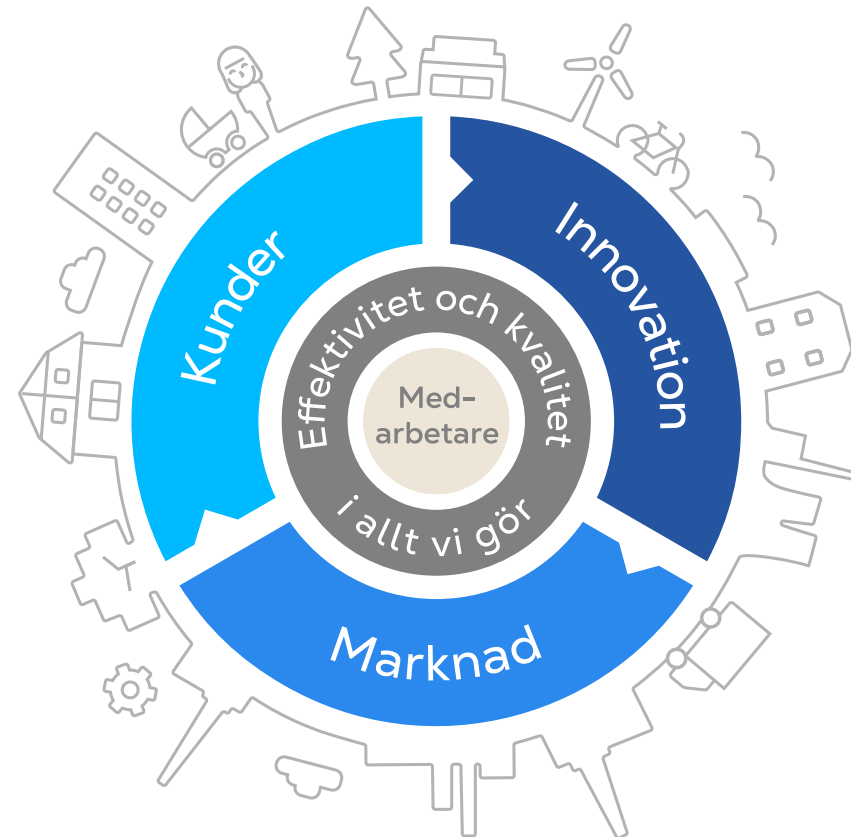 Kunder
Innovation
Marknad
Effektivitet och kvalitet
i allt vi gör
Med-
arbetare